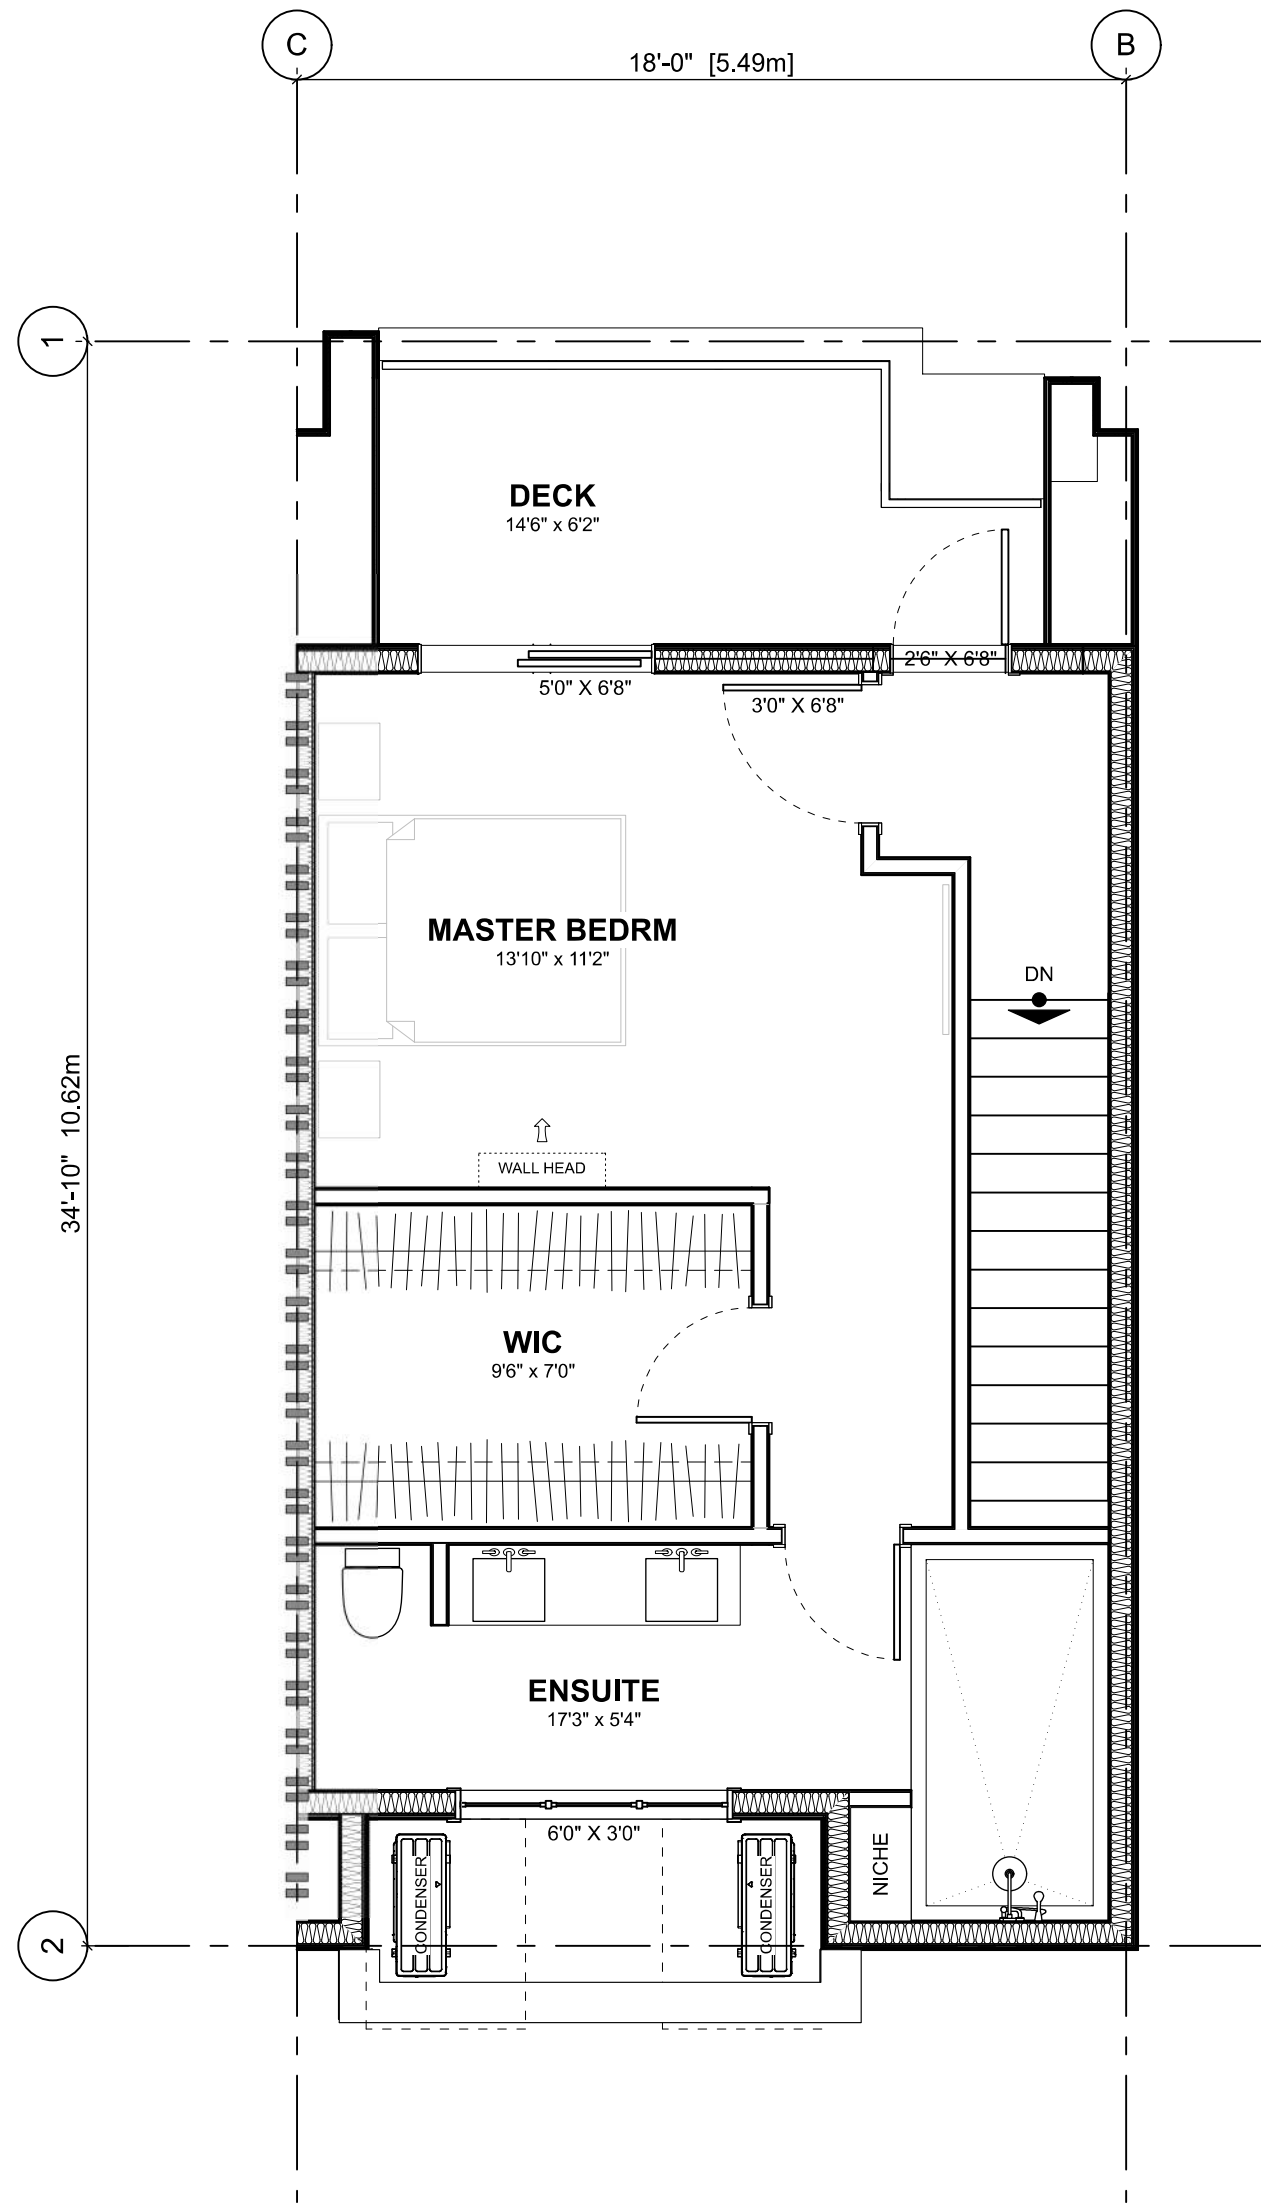 C
B
18'-0" [5.49m]
1
DECK
14'6" x 6'2"
2'6" X 6'8"
5'0" X 6'8"
3'0" X 6'8"
MASTER BEDRM
13'10" x 11'2"
DN
34'-10" 10.62m
WALL HEAD
WIC
9'6" x 7'0"
ENSUITE
17'3" x 5'4"
6'0" X 3'0"
CONDENSER
CONDENSER
NICHE
2